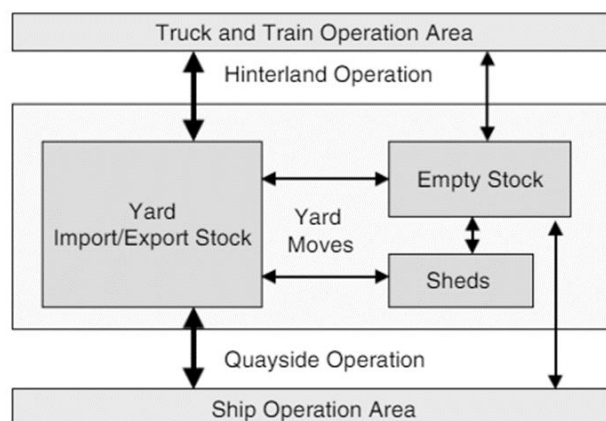 Truck and Train Operation Area
Hinterland Operation
Yard
Import/Export Stock
Yard
Moves
Empty Stock
Sheds
Quayside Operation
Ship Operation Area